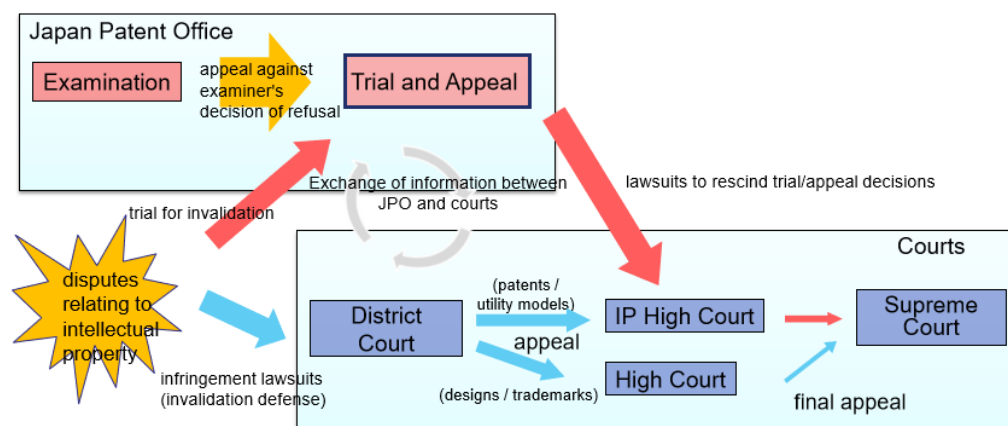 Japan Patent Office
Examination
appeal against
examiner's
decision of refusal
Trial and Appeal
Exchange of information between
JPO and courts
lawsuits to rescind trial/appeal decisions
trial for invalidation
disputes
relating to
intellectual
property
infringement lawsuits
(invalidation defense)
Courts
District
Court
(patents /
utility models)
appeal
(designs / trademarks)
IP High Court
High Court
Supreme
Court
final appeal